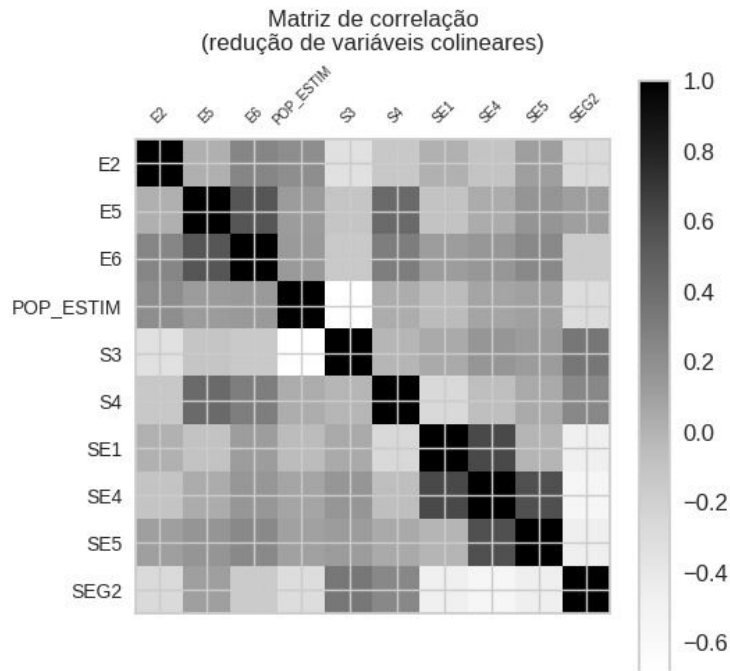 Matriz de correlação
(redução de variáveis colineares)
E2 E5 E6 POP_ESTIM S3 S4 SE1 SE4 SE5 SEG2
E2
E5
E6
POP_ESTIM
S3
S4
SE1
SE4
SE5
SEG2
1.0
0.8
0.6
0.4
0.2
0.0
−0.2
−0.4
−0.6